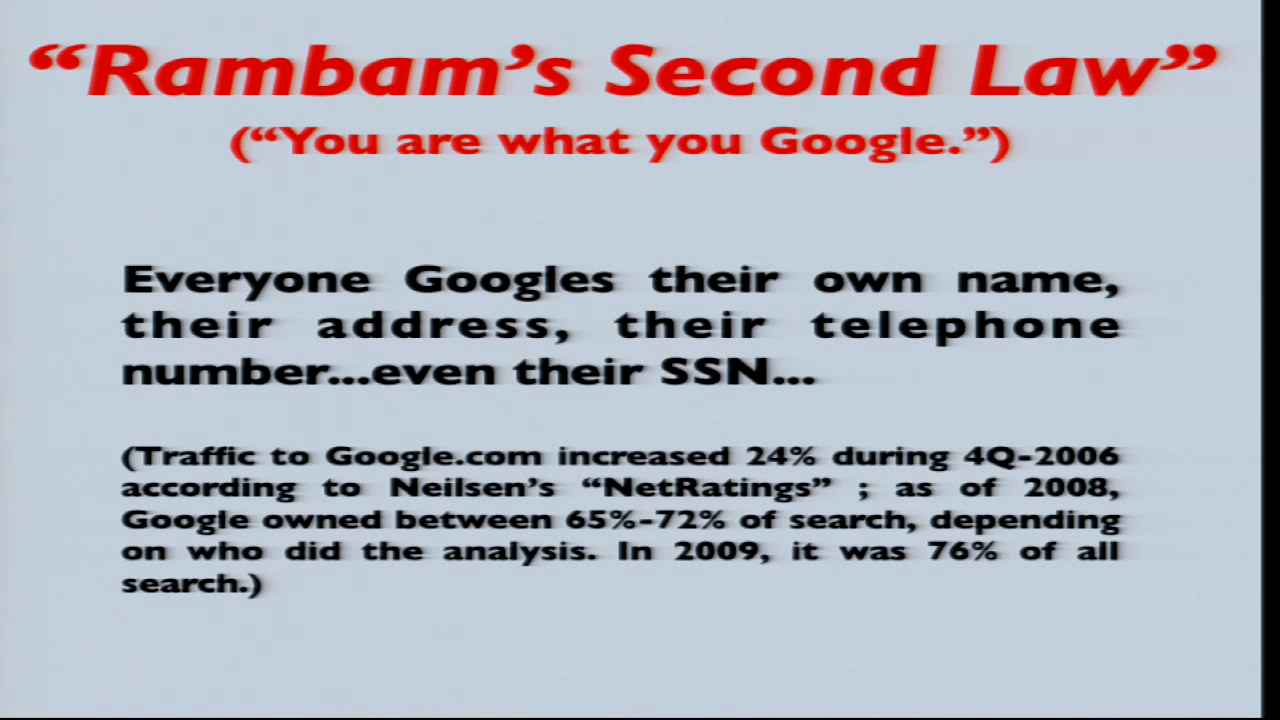 “Rambam’s Second Law”
(“You are what you Google.”)
Everyone Googles their own name,
their address, their telephone
number...even their SSN...
(Traffic to Google.com increased 24% during 4Q-2006
according to Neilsen’s “NetRatings” ; as of 2008,
Google owned between 65%-72% of search, depending
on who did the analysis. In 2009, it was 76% of all
search.)